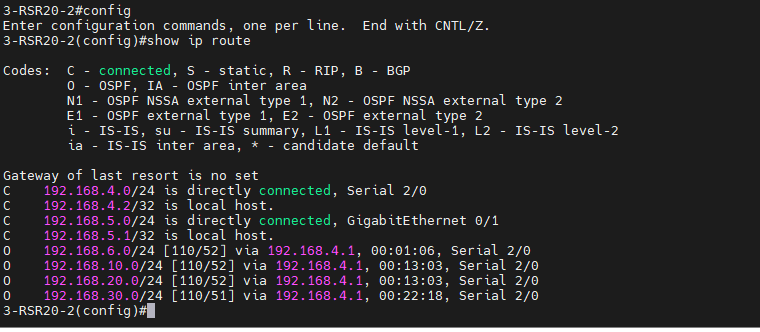 3-RSR20-2#config
Enter configuration commands, one per line.  End with CNTL/Z.
3-RSR20-2(config)#show ip route

Codes:  C - connected, S - static, R - RIP, B - BGP
        O - OSPF, IA - OSPF inter area
        N1 - OSPF NSSA external type 1, N2 - OSPF NSSA external type 2
        E1 - OSPF external type 1, E2 - OSPF external type 2
        i - IS-IS, su - IS-IS summary, L1 - IS-IS level-1, L2 - IS-IS level-2
        ia - IS-IS inter area, * - candidate default

Gateway of last resort is no set
C    192.168.4.0/24 is directly connected, Serial 2/0
C    192.168.4.2/32 is local host.
C    192.168.5.0/24 is directly connected, GigabitEthernet 0/1
C    192.168.5.1/32 is local host.
O    192.168.6.0/24 [110/52] via 192.168.4.1, 00:01:06, Serial 2/0
O    192.168.10.0/24 [110/52] via 192.168.4.1, 00:13:03, Serial 2/0
O    192.168.20.0/24 [110/52] via 192.168.4.1, 00:13:03, Serial 2/0
O    192.168.30.0/24 [110/51] via 192.168.4.1, 00:22:18, Serial 2/0
3-RSR20-2(config)#